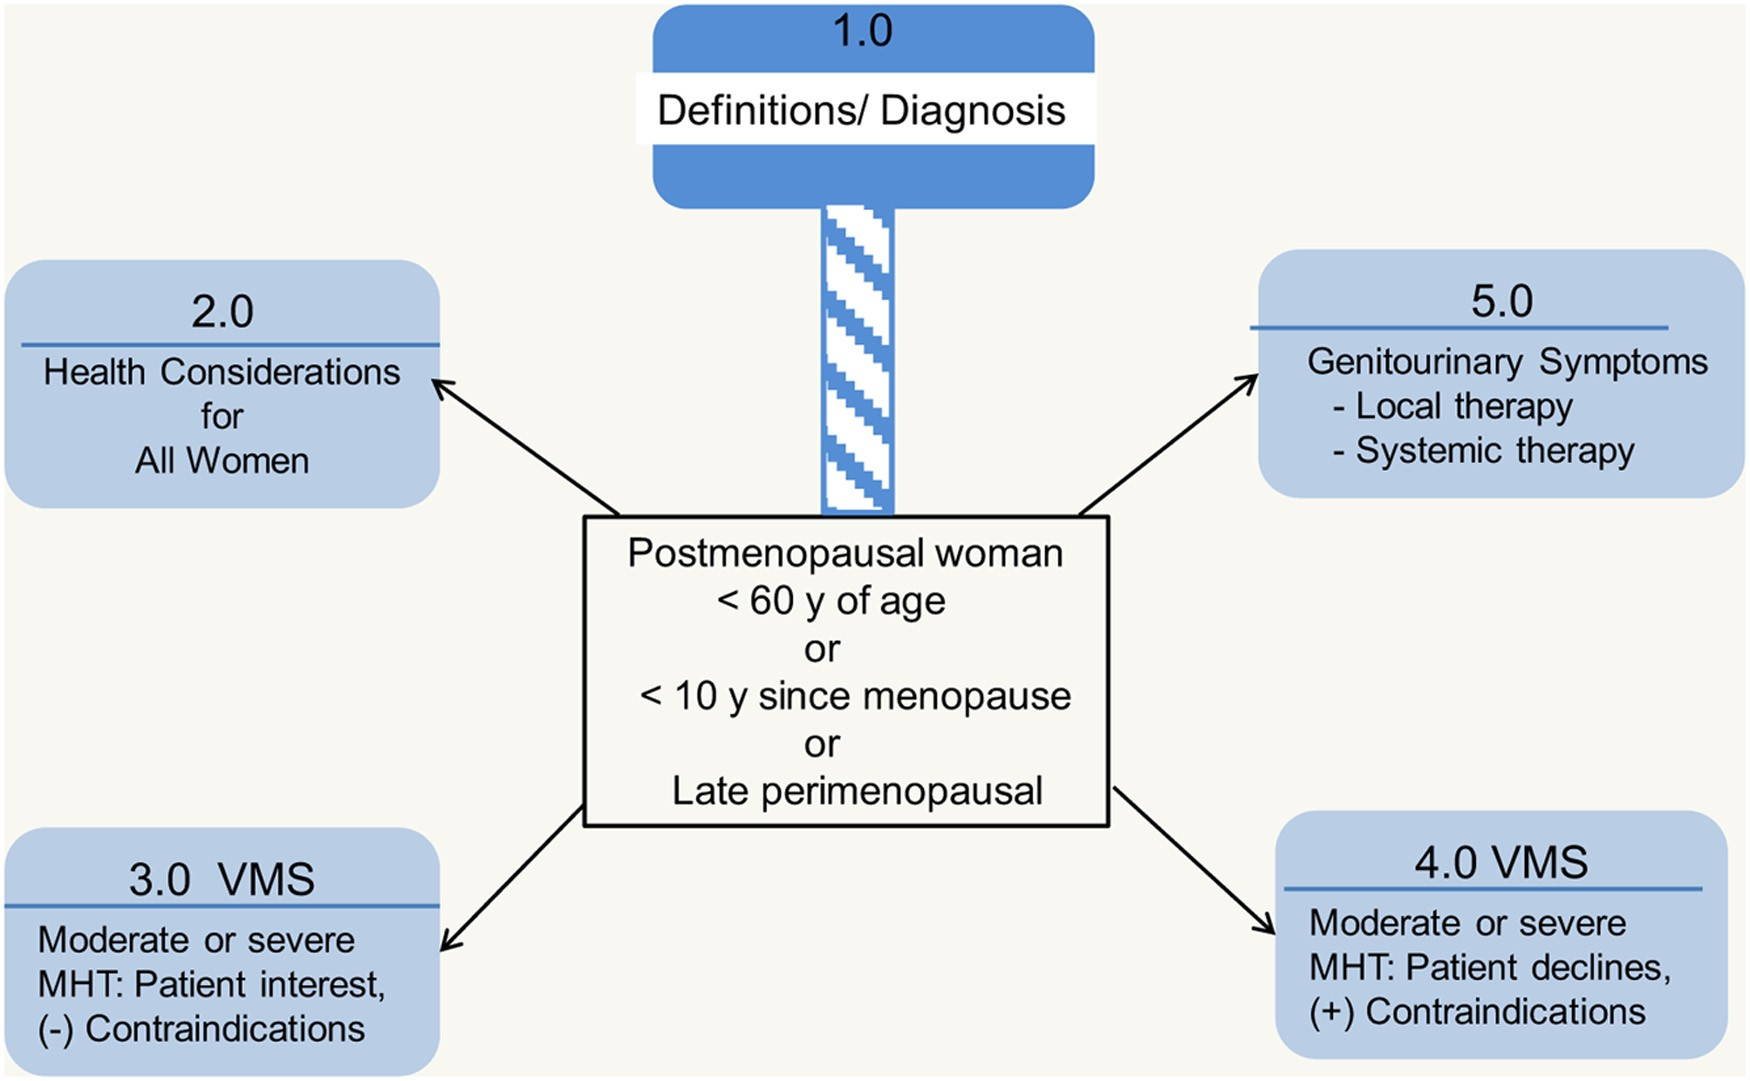 1.0
Definitions/ Diagnosis
2.0
Health Considerations
for
All Women
5.0
Genitourinary Symptoms
- Local therapy
- Systemic therapy
Postmenopausal woman
< 60 y of age
or
< 10 y since menopause
or
Late perimenopausal
3.0 VMS
Moderate or severe
MHT: Patient interest,
(-) Contraindications
4.0 VMS
Moderate or severe
MHT: Patient declines,
(+) Contraindications